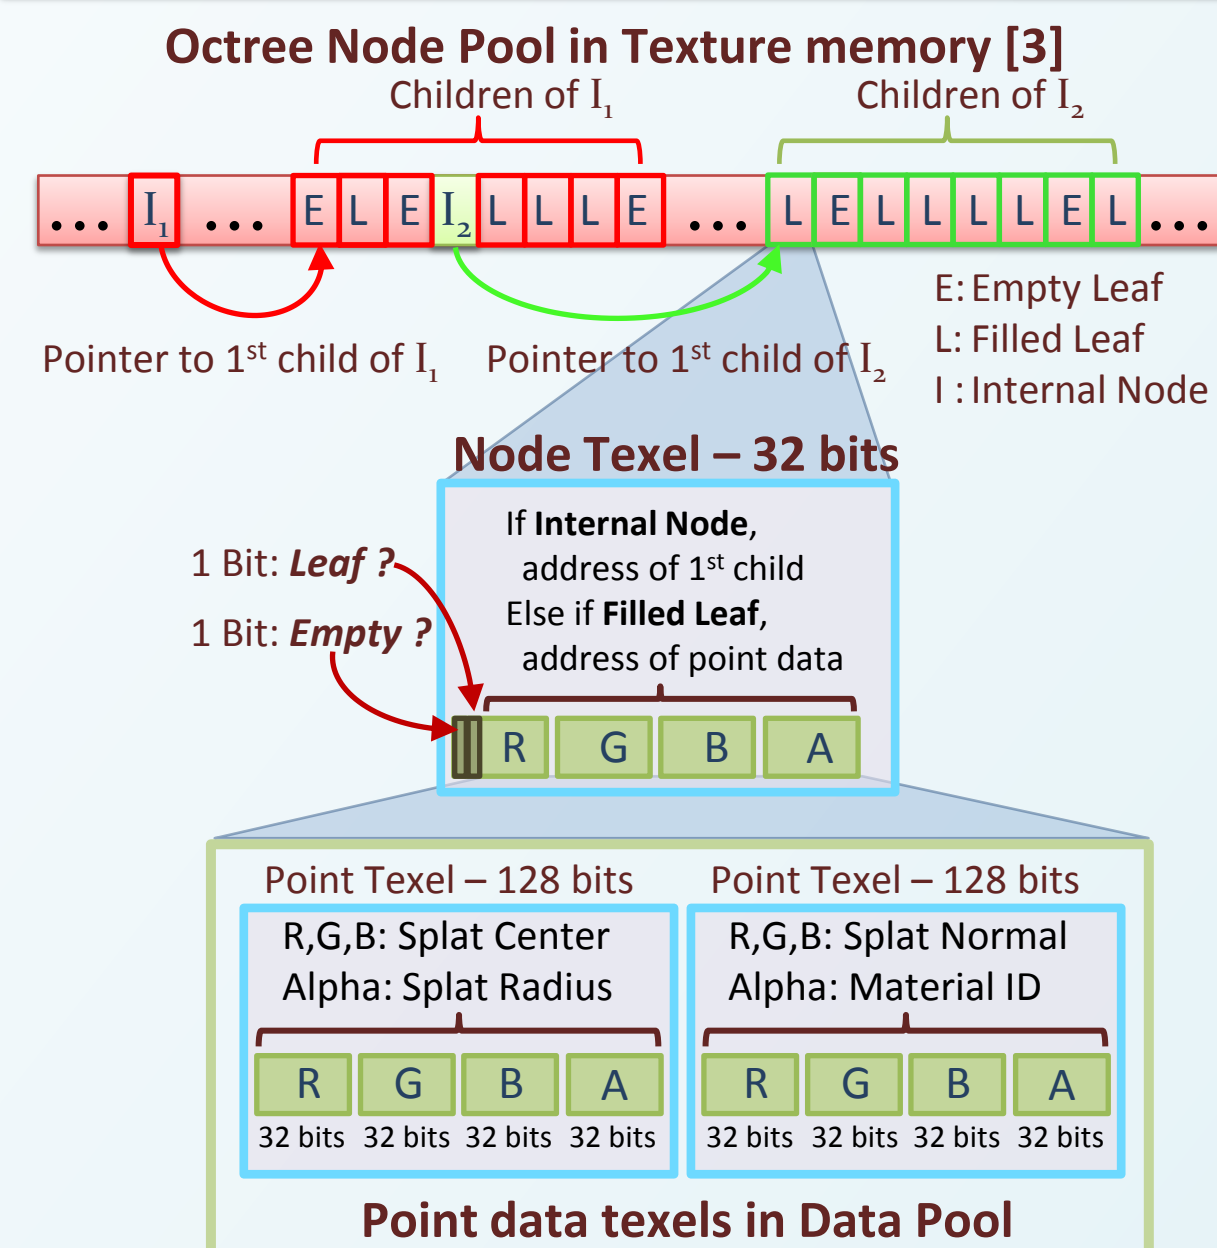 Octree Node Pool in Texture memory [3]
Children of I₁ Children of I₂
... I₁ ... E L E I₂ L L L E ... L E L L L L E L ...
E: Empty Leaf
L: Filled Leaf
I : Internal Node
Pointer to 1st child of I₁ Pointer to 1st child of I₂
Node Texel – 32 bits
If Internal Node,
address of 1st child
Else if Filled Leaf,
address of point data
1 Bit: Leaf ?
1 Bit: Empty ?
R G B A
Point Texel – 128 bits
R,G,B: Splat Center
Alpha: Splat Radius
R G B A
32 bits 32 bits 32 bits 32 bits
Point Texel – 128 bits
R,G,B: Splat Normal
Alpha: Material ID
R G B A
32 bits 32 bits 32 bits 32 bits
Point data texels in Data Pool